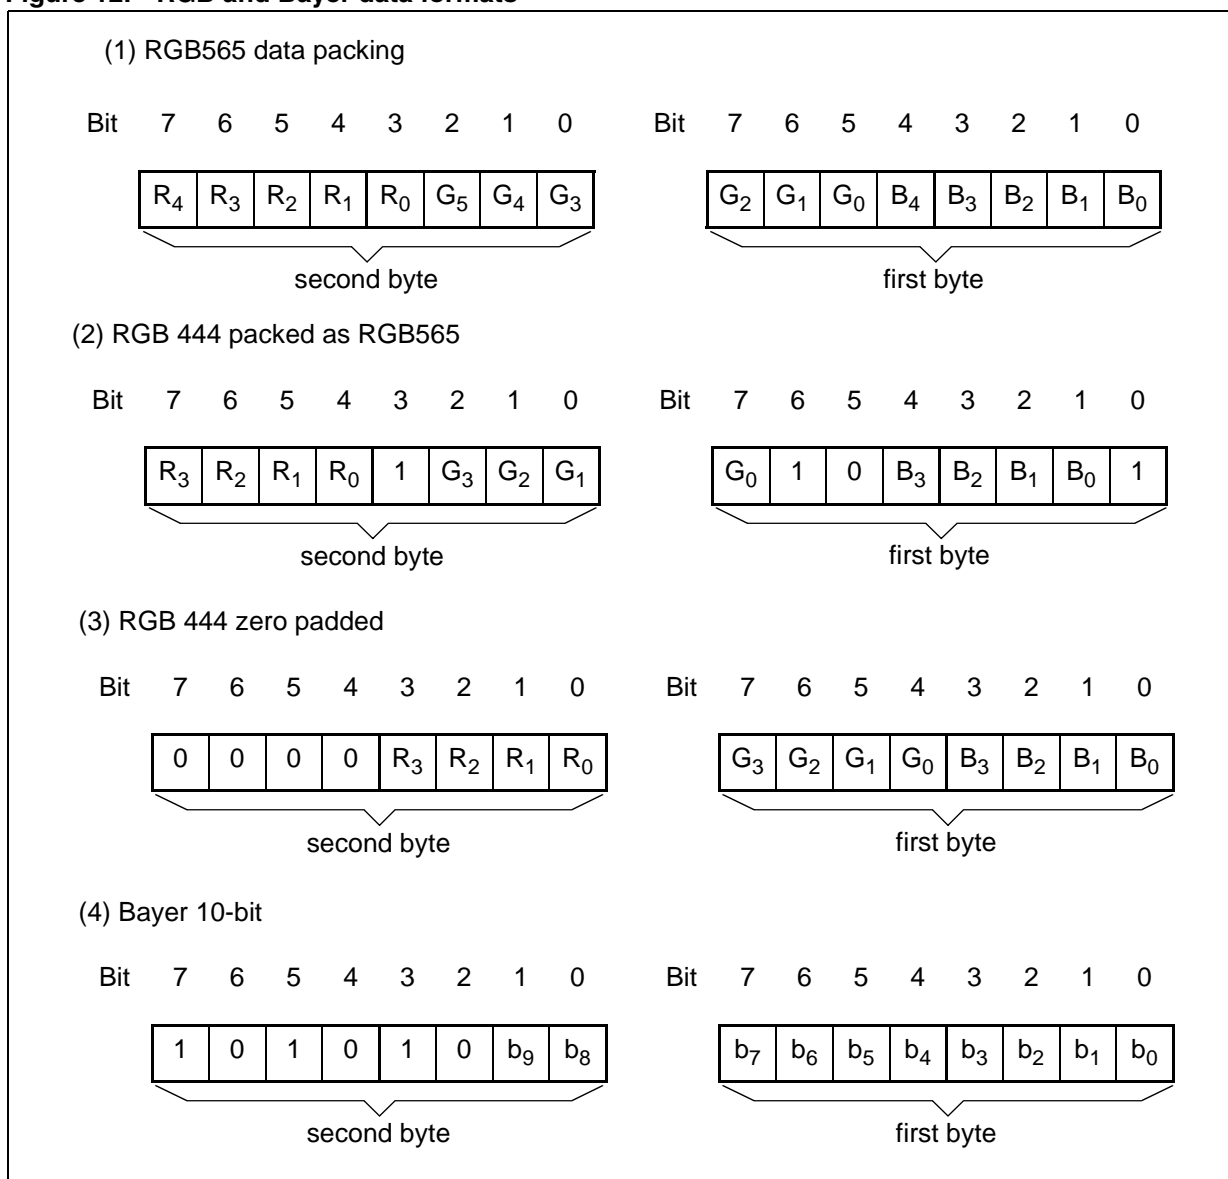 Figure 12. RGB and Bayer data formats
(1) RGB565 data packing
Bit 7 6 5 4 3 2 1 0 Bit 7 6 5 4 3 2 1 0
R4 R3 R2 R1 R0 G5 G4 G3 G2 G1 G0 B4 B3 B2 B1 B0
second byte first byte
(2) RGB 444 packed as RGB565
Bit 7 6 5 4 3 2 1 0 Bit 7 6 5 4 3 2 1 0
R3 R2 R1 R0 1 G3 G2 G1 G0 1 0 B3 B2 B1 B0 1
second byte first byte
(3) RGB 444 zero padded
Bit 7 6 5 4 3 2 1 0 Bit 7 6 5 4 3 2 1 0
0 0 0 0 R3 R2 R1 R0 G3 G2 G1 G0 B3 B2 B1 B0
second byte first byte
(4) Bayer 10-bit
Bit 7 6 5 4 3 2 1 0 Bit 7 6 5 4 3 2 1 0
1 0 1 0 1 0 b9 b8 b7 b6 b5 b4 b3 b2 b1 b0
second byte first byte